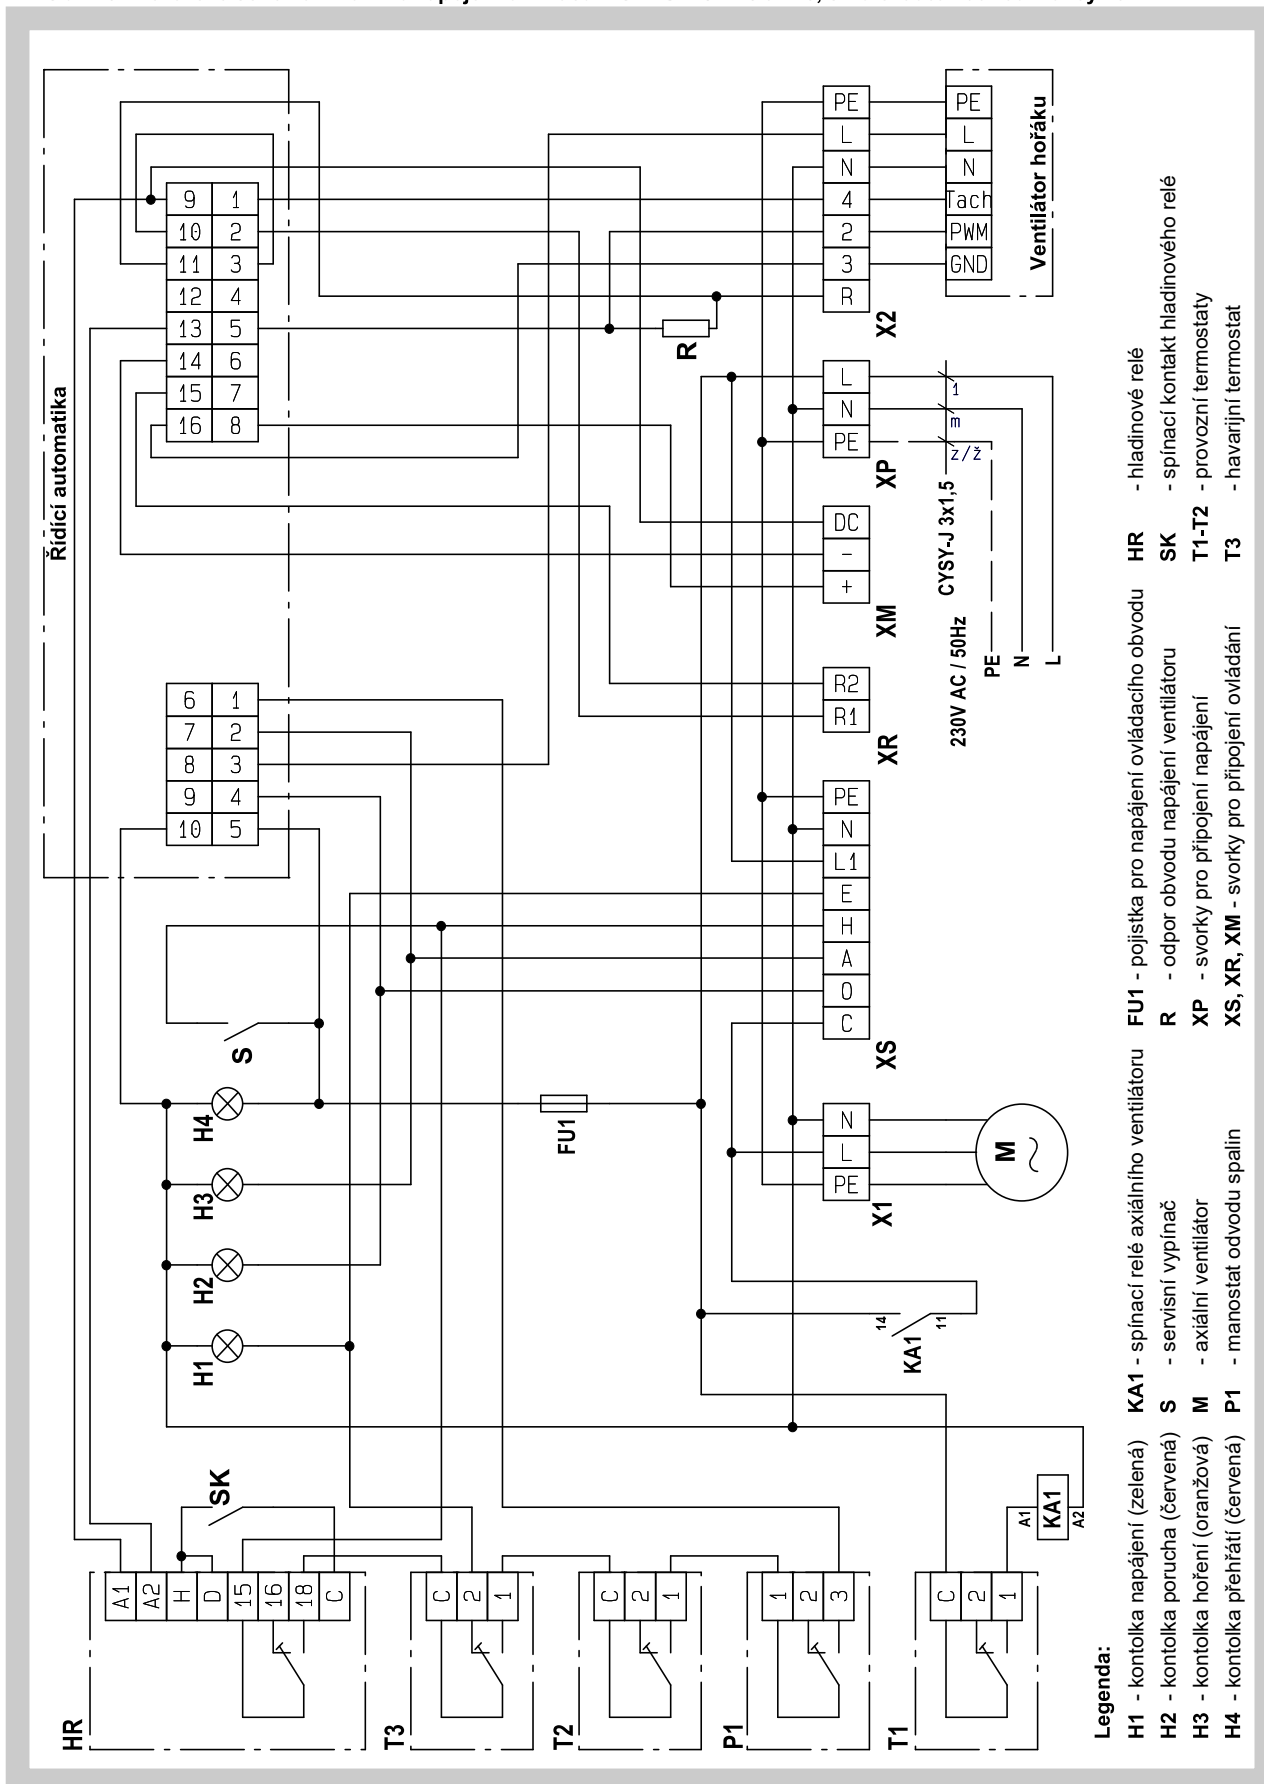 Řídící automatika
9 1
10 2
11 3
12 4
13 5
14 6
15 7
16 8
6 1
7 2
8 3
9 4
10 5
PE
L
N
4
2
3
R
X2
PE
L
N
Tach
PWM
GND
Ventilátor hořáku
R
L
N
PE
XP
1
m
z/ž
CYSY-J 3x1,5
230V AC / 50Hz
PE
N
L
DC
-
+
XM
R2
R1
XR
PE
N
L1
E
H
A
O
C
XS
N
L
PE
X1
M
S
H4
H3
H2
H1
FU1
14
11
KA1
SK
A1
KA1
A2
HR
A1
A2
H
D
15
16
18
C
T3
C
2
1
T2
C
2
1
P1
1
2
3
T1
C
2
1
Legenda:
H1 - kontolka napájení (zelená)
H2 - kontolka porucha (červená)
H3 - kontolka hoření (oranžová)
H4 - kontolka přehřátí (červená)
KA1 - spínací relé axiálního ventilátoru
S - servisní vypínač
M - axiální ventilátor
P1 - manostat odvodu spalin
FU1 - pojistka pro napájení ovládacího obvodu
R - odpor obvodu napájení ventilátoru
XP - svorky pro připojení napájení
XS, XR, XM - svorky pro připojení ovládání
HR - hladinové relé
SK - spínací kontakt hladinového relé
T1-T2 - provozní termostaty
T3 - havarijní termostat